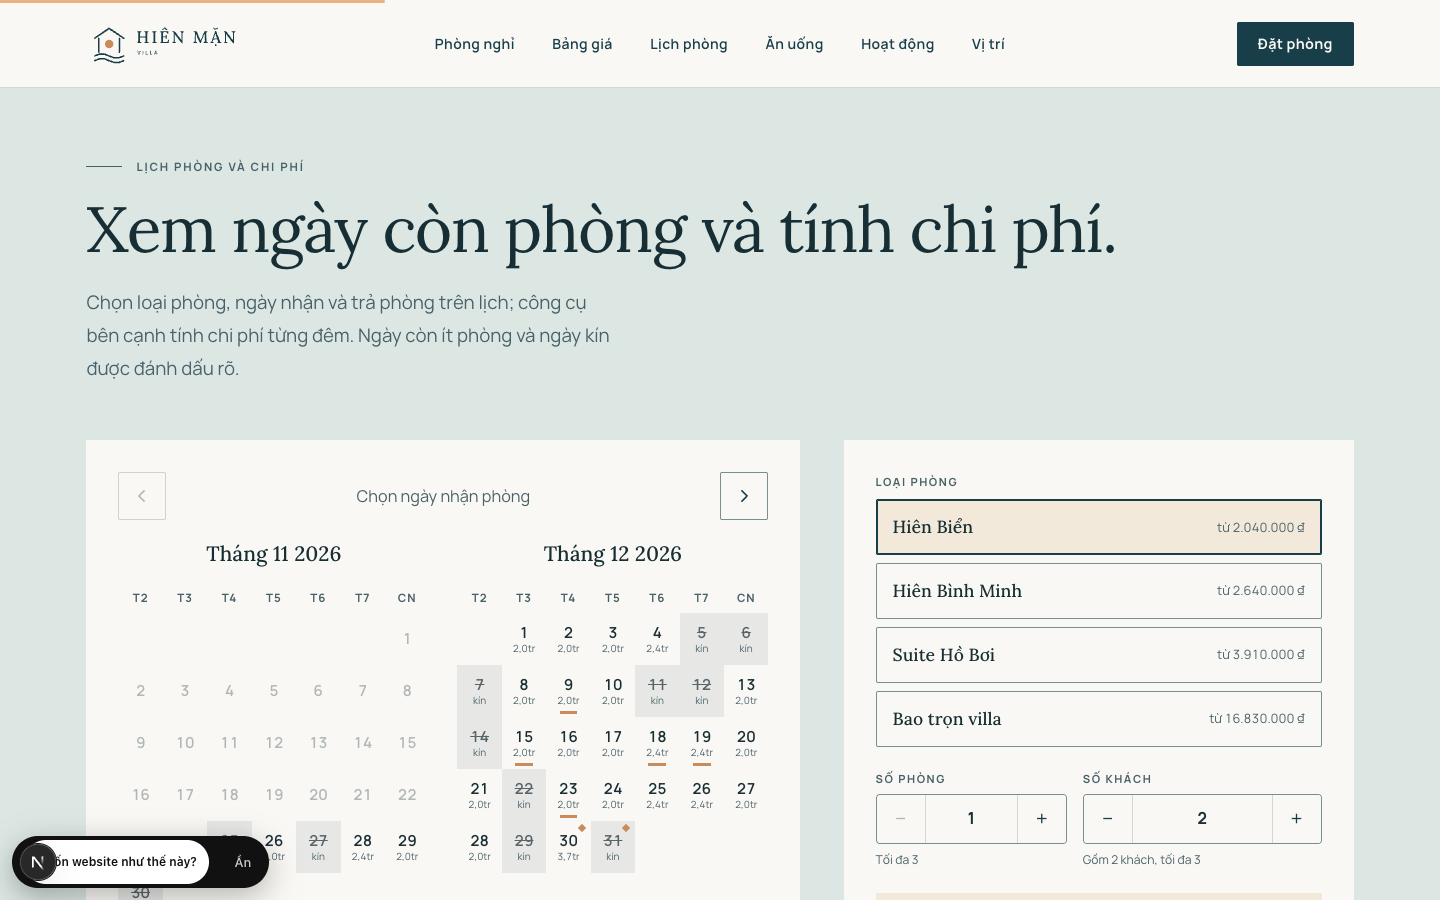 HIÊN MẶN
VILLA
Phòng nghỉ
Bảng giá
Lịch phòng
Ăn uống
Hoạt động
Vị trí
Đặt phòng
LỊCH PHÒNG VÀ CHI PHÍ
Xem ngày còn phòng và tính chi phí.
Chọn loại phòng, ngày nhận và trả phòng trên lịch; công cụ
bên cạnh tính chi phí từng đêm. Ngày còn ít phòng và ngày kín
được đánh dấu rõ.
Chọn ngày nhận phòng
Tháng 11 2026
T2 T3 T4 T5 T6 T7 CN
1
2 3 4 5 6 7 8
9 10 11 12 13 14 15
16 17 18 19 20 21 22
26 27 28 29
kín 2,4tr 2,0tr
30
Tháng 12 2026
T2 T3 T4 T5 T6 T7 CN
1 2 3 4 5 6
2,0tr 2,0tr 2,0tr 2,4tr kín kín
7 8 9 10 11 12 13
kín 2,0tr 2,0tr 2,0tr kín kín 2,0tr
14 15 16 17 18 19 20
kín 2,0tr 2,0tr 2,0tr 2,4tr 2,4tr 2,0tr
21 22 23 24 25 26 27
2,0tr kín 2,0tr 2,0tr 2,4tr 2,4tr 2,0tr
28 29 30 31
2,0tr kín 3,7tr kín
LOẠI PHÒNG
Hiên Biển từ 2.040.000 ₫
Hiên Bình Minh từ 2.640.000 ₫
Suite Hồ Bơi từ 3.910.000 ₫
Bao trọn villa từ 16.830.000 ₫
SỐ PHÒNG
− 1 +
Tối đa 3
SỐ KHÁCH
− 2 +
Gồm 2 khách, tối đa 3
N
website như thế này?
Ẩn